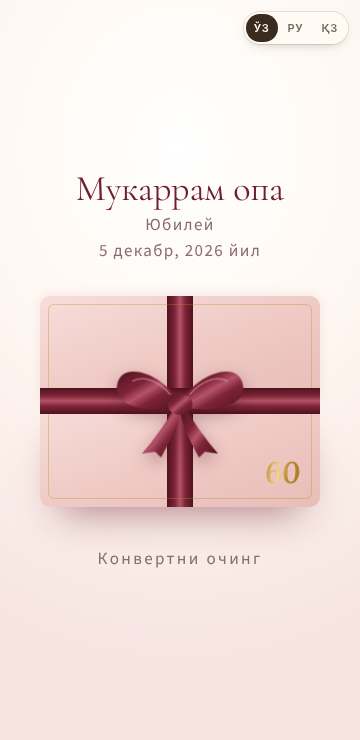 ЎЗ РУ ҚЗ
Мукаррам опа
Юбилей
5 декабр, 2026 йил
60
Конвертни очинг